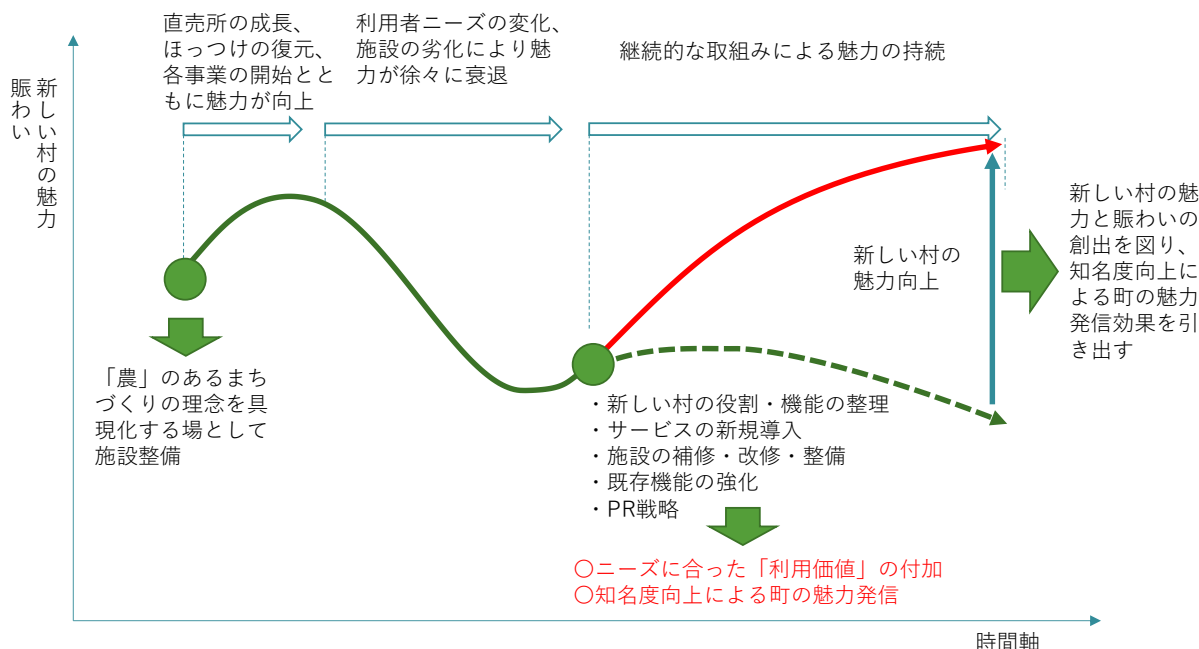 直売所の成長、
ほっつけの復元、
各事業の開始とと
もに魅力が向上
利用者ニーズの変化、
施設の劣化により魅
力が徐々に衰退
継続的な取組みによる魅力の持続
新しい村の魅力
賑わい
新しい村の
魅力向上
新しい村の魅
力と賑わいの
創出を図り、
知名度向上に
よる町の魅力
発信効果を引
き出す
「農」のあるまち
づくりの理念を具
現化する場として
施設整備
・新しい村の役割・機能の整理
・サービスの新規導入
・施設の補修・改修・整備
・既存機能の強化
・PR戦略
〇ニーズに合った「利用価値」の付加
〇知名度向上による町の魅力発信
時間軸